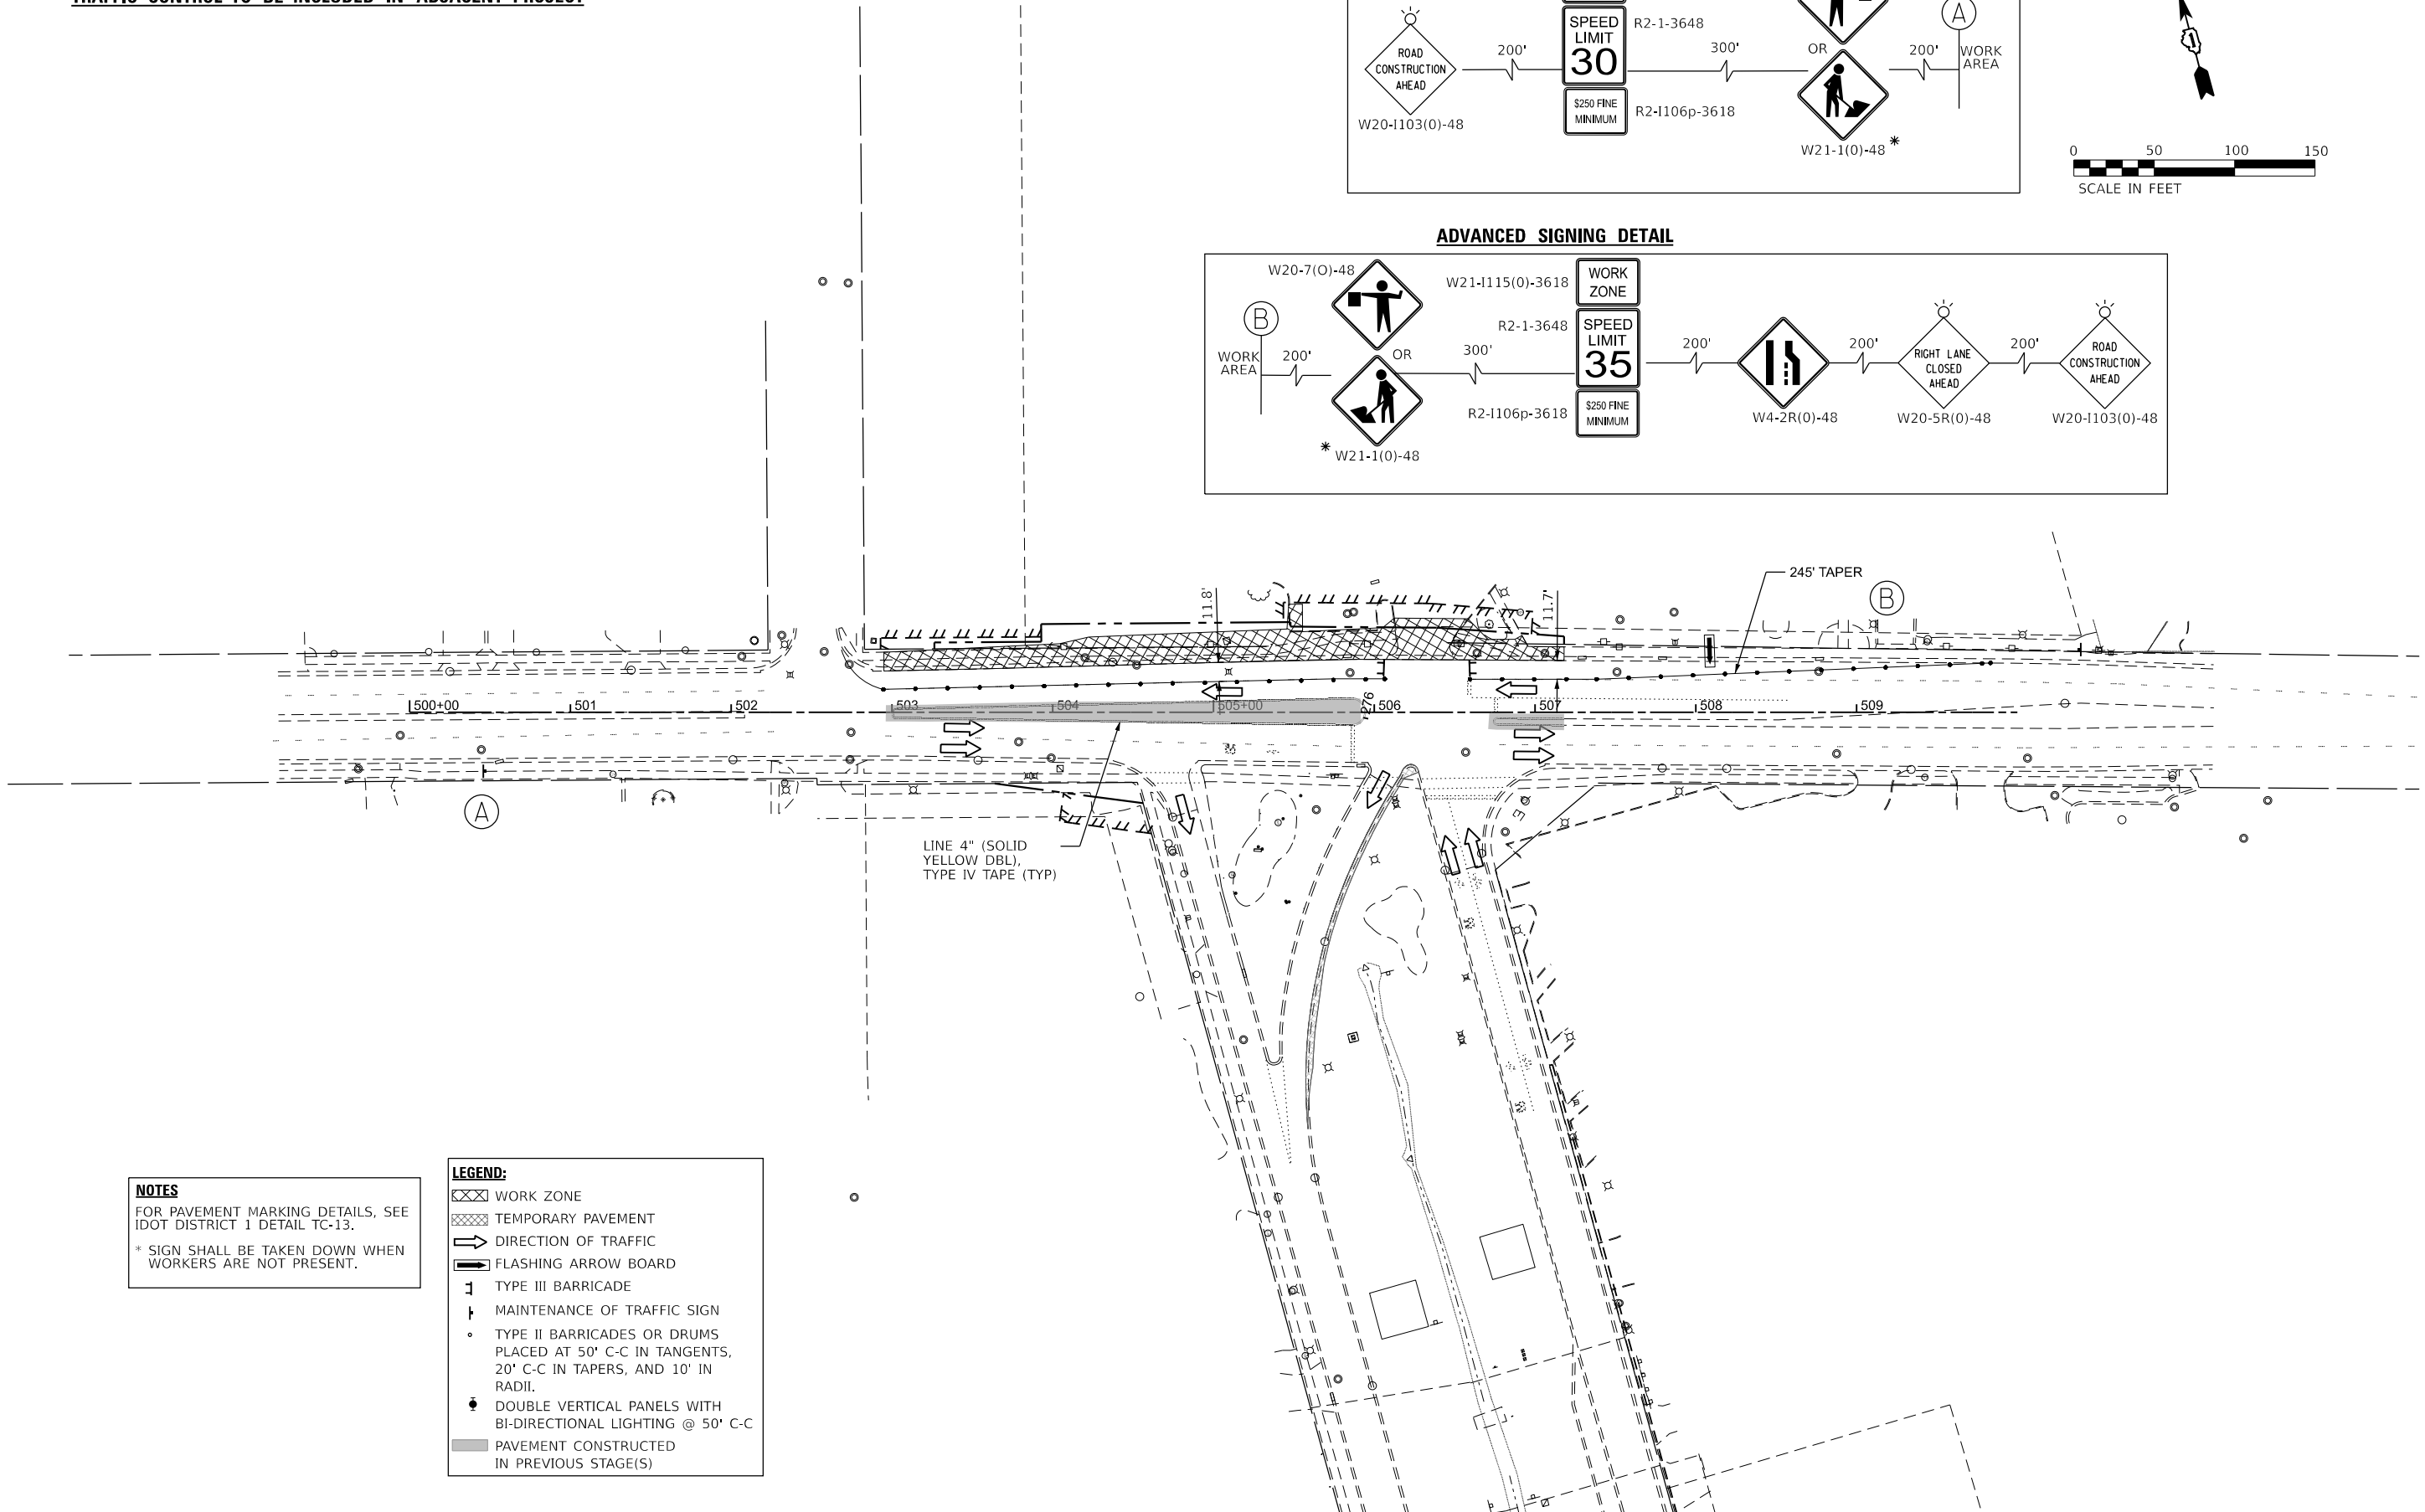 TRAFFIC CONTROL TO BE INCLUDED IN ADJACENT PROJECT
ROAD
CONSTRUCTION
AHEAD
W20-I103(0)-48
200'
SPEED
LIMIT
30
R2-1-3648
$250 FINE
MINIMUM
R2-I106p-3618
300'
OR
W21-1(0)-48 *
200'
A
WORK
AREA
0 50 100 150
SCALE IN FEET
ADVANCED SIGNING DETAIL
B
WORK
AREA
200'
W20-7(O)-48
OR
* W21-1(0)-48
300'
W21-I115(0)-3618
WORK
ZONE
R2-1-3648
SPEED
LIMIT
35
R2-I106p-3618
$250 FINE
MINIMUM
200'
W4-2R(0)-48
200'
RIGHT LANE
CLOSED
AHEAD
W20-5R(0)-48
200'
ROAD
CONSTRUCTION
AHEAD
W20-I103(0)-48
245' TAPER
B
11.8'
11.7'
500+00 501 502 503 504 505+00 506 507 508 509
276
A
E
LINE 4" (SOLID
YELLOW DBL),
TYPE IV TAPE (TYP)
NOTES
FOR PAVEMENT MARKING DETAILS, SEE
IDOT DISTRICT 1 DETAIL TC-13.
* SIGN SHALL BE TAKEN DOWN WHEN
WORKERS ARE NOT PRESENT.
LEGEND:
WORK ZONE
TEMPORARY PAVEMENT
DIRECTION OF TRAFFIC
FLASHING ARROW BOARD
TYPE III BARRICADE
MAINTENANCE OF TRAFFIC SIGN
TYPE II BARRICADES OR DRUMS
PLACED AT 50' C-C IN TANGENTS,
20' C-C IN TAPERS, AND 10' IN
RADII.
DOUBLE VERTICAL PANELS WITH
BI-DIRECTIONAL LIGHTING @ 50' C-C
PAVEMENT CONSTRUCTED
IN PREVIOUS STAGE(S)